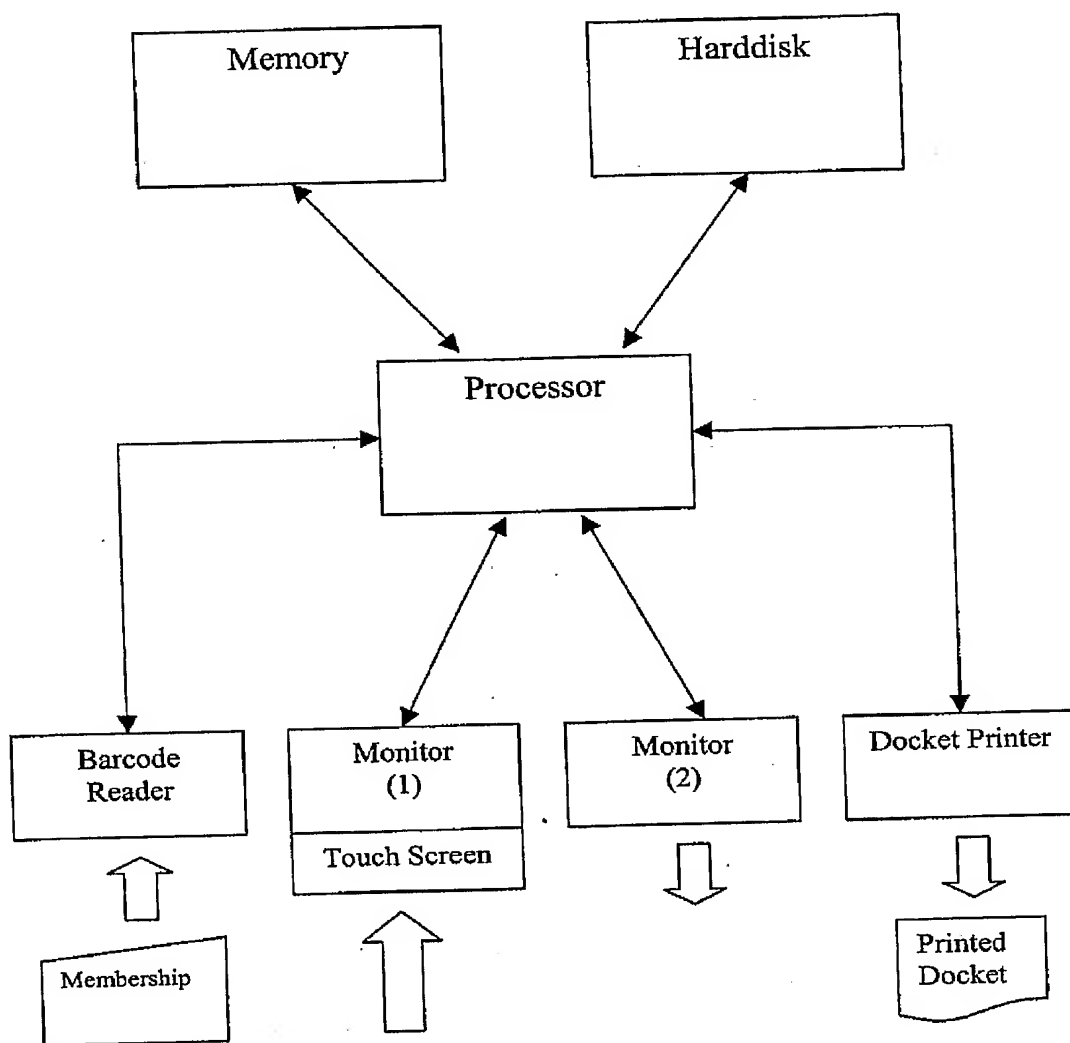 Memory
Harddisk
Processor
Barcode
Reader
Monitor
(1)
Touch Screen
Monitor
(2)
Docket Printer
Membership
Printed
Docket